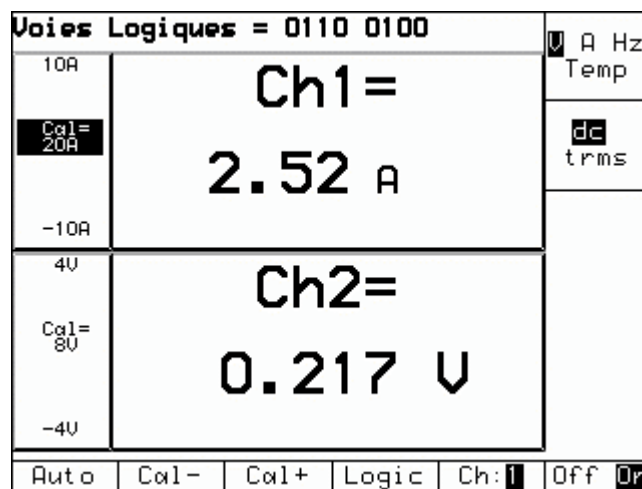 Voies Logiques = 0110 0100
V A Hz
Temp
dc
trms
10A
Cal=
20A
-10A
Ch1=
2.52 A
4V
Cal=
8V
-4V
Ch2=
0.217 V
Auto Cal- Cal+ Logic Ch:1 Off On